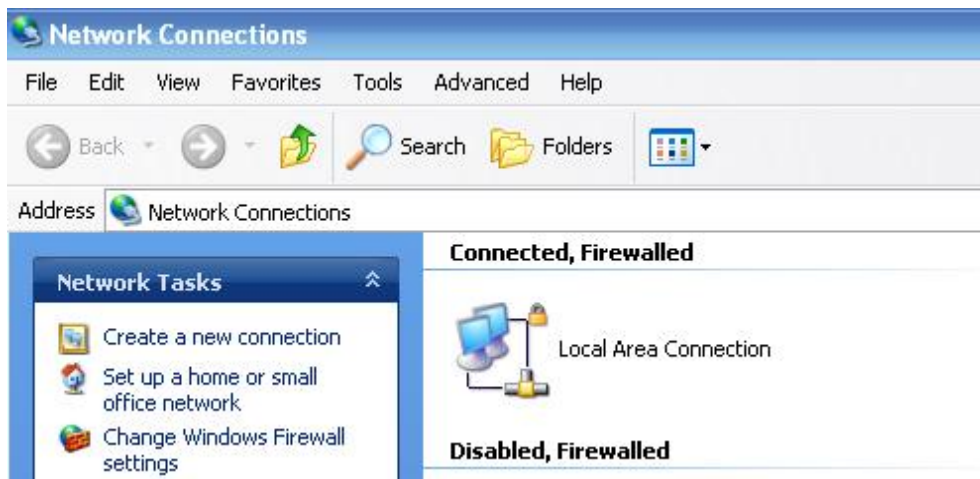 Network Connections
File Edit View Favorites Tools Advanced Help
Back Search Folders
Address Network Connections
Network Tasks
Create a new connection
Set up a home or small
office network
Change Windows Firewall
settings
Connected, Firewalled
Local Area Connection
Disabled, Firewalled